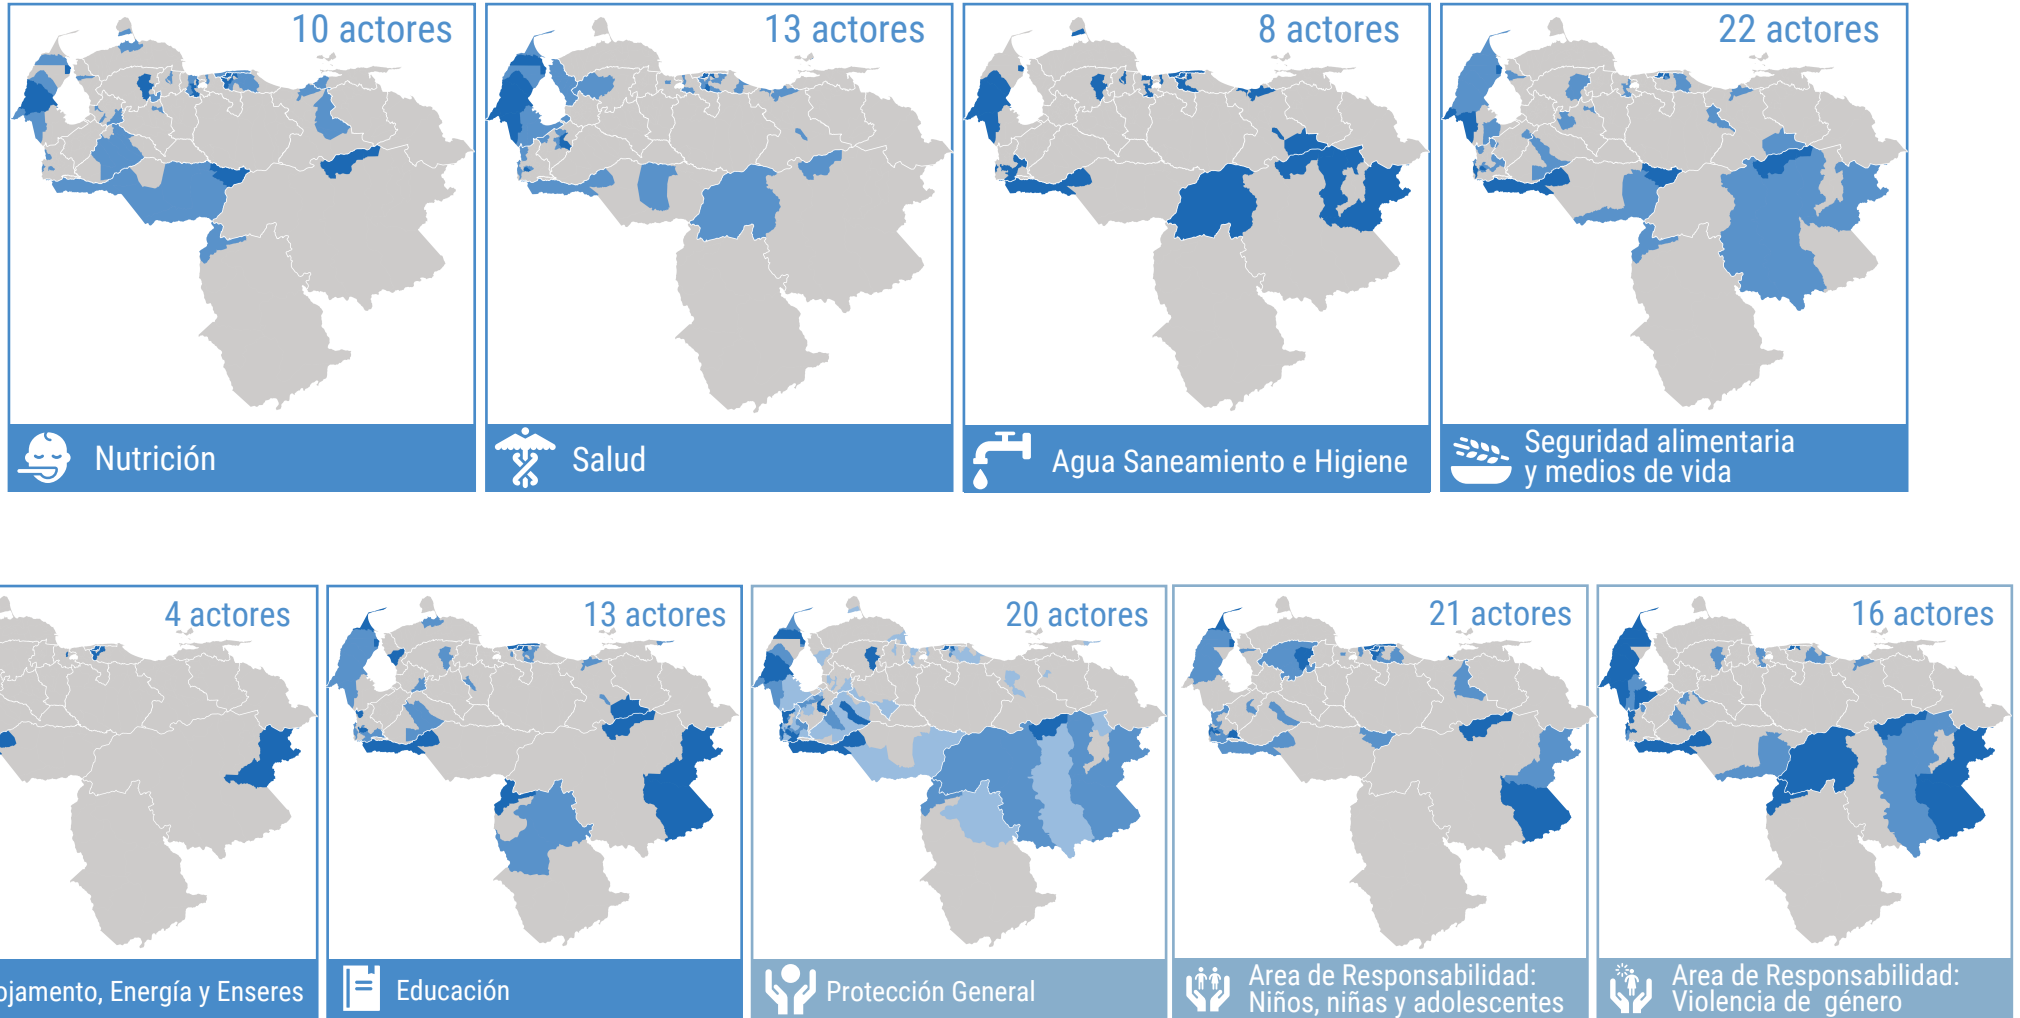 10 actores
13 actores
8 actores
22 actores
Nutrición
Salud
Agua Saneamiento e Higiene
Seguridad alimentaria
y medios de vida
4 actores
13 actores
20 actores
21 actores
16 actores
ojamento, Energía y Enseres
Educación
Protección General
Area de Responsabilidad:
Niños, niñas y adolescentes
Area de Responsabilidad:
Violencia de género